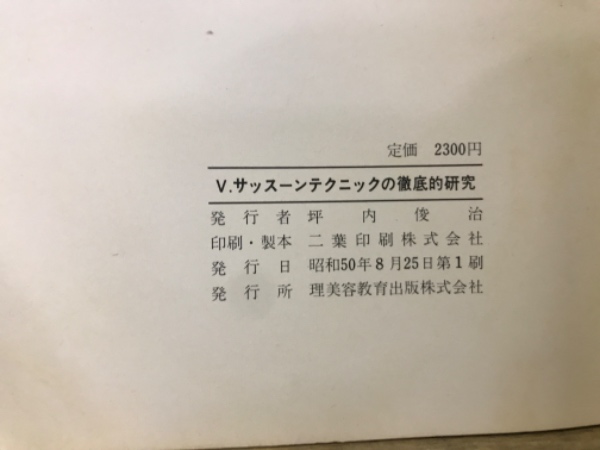 定価 2300円
V.サッスーンテクニックの徹底的研究
発行者 坪内俊治
印刷・製本 二葉印刷株式会社
発行日 昭和50年8月25日第1刷
発行所 理美容教育出版株式会社